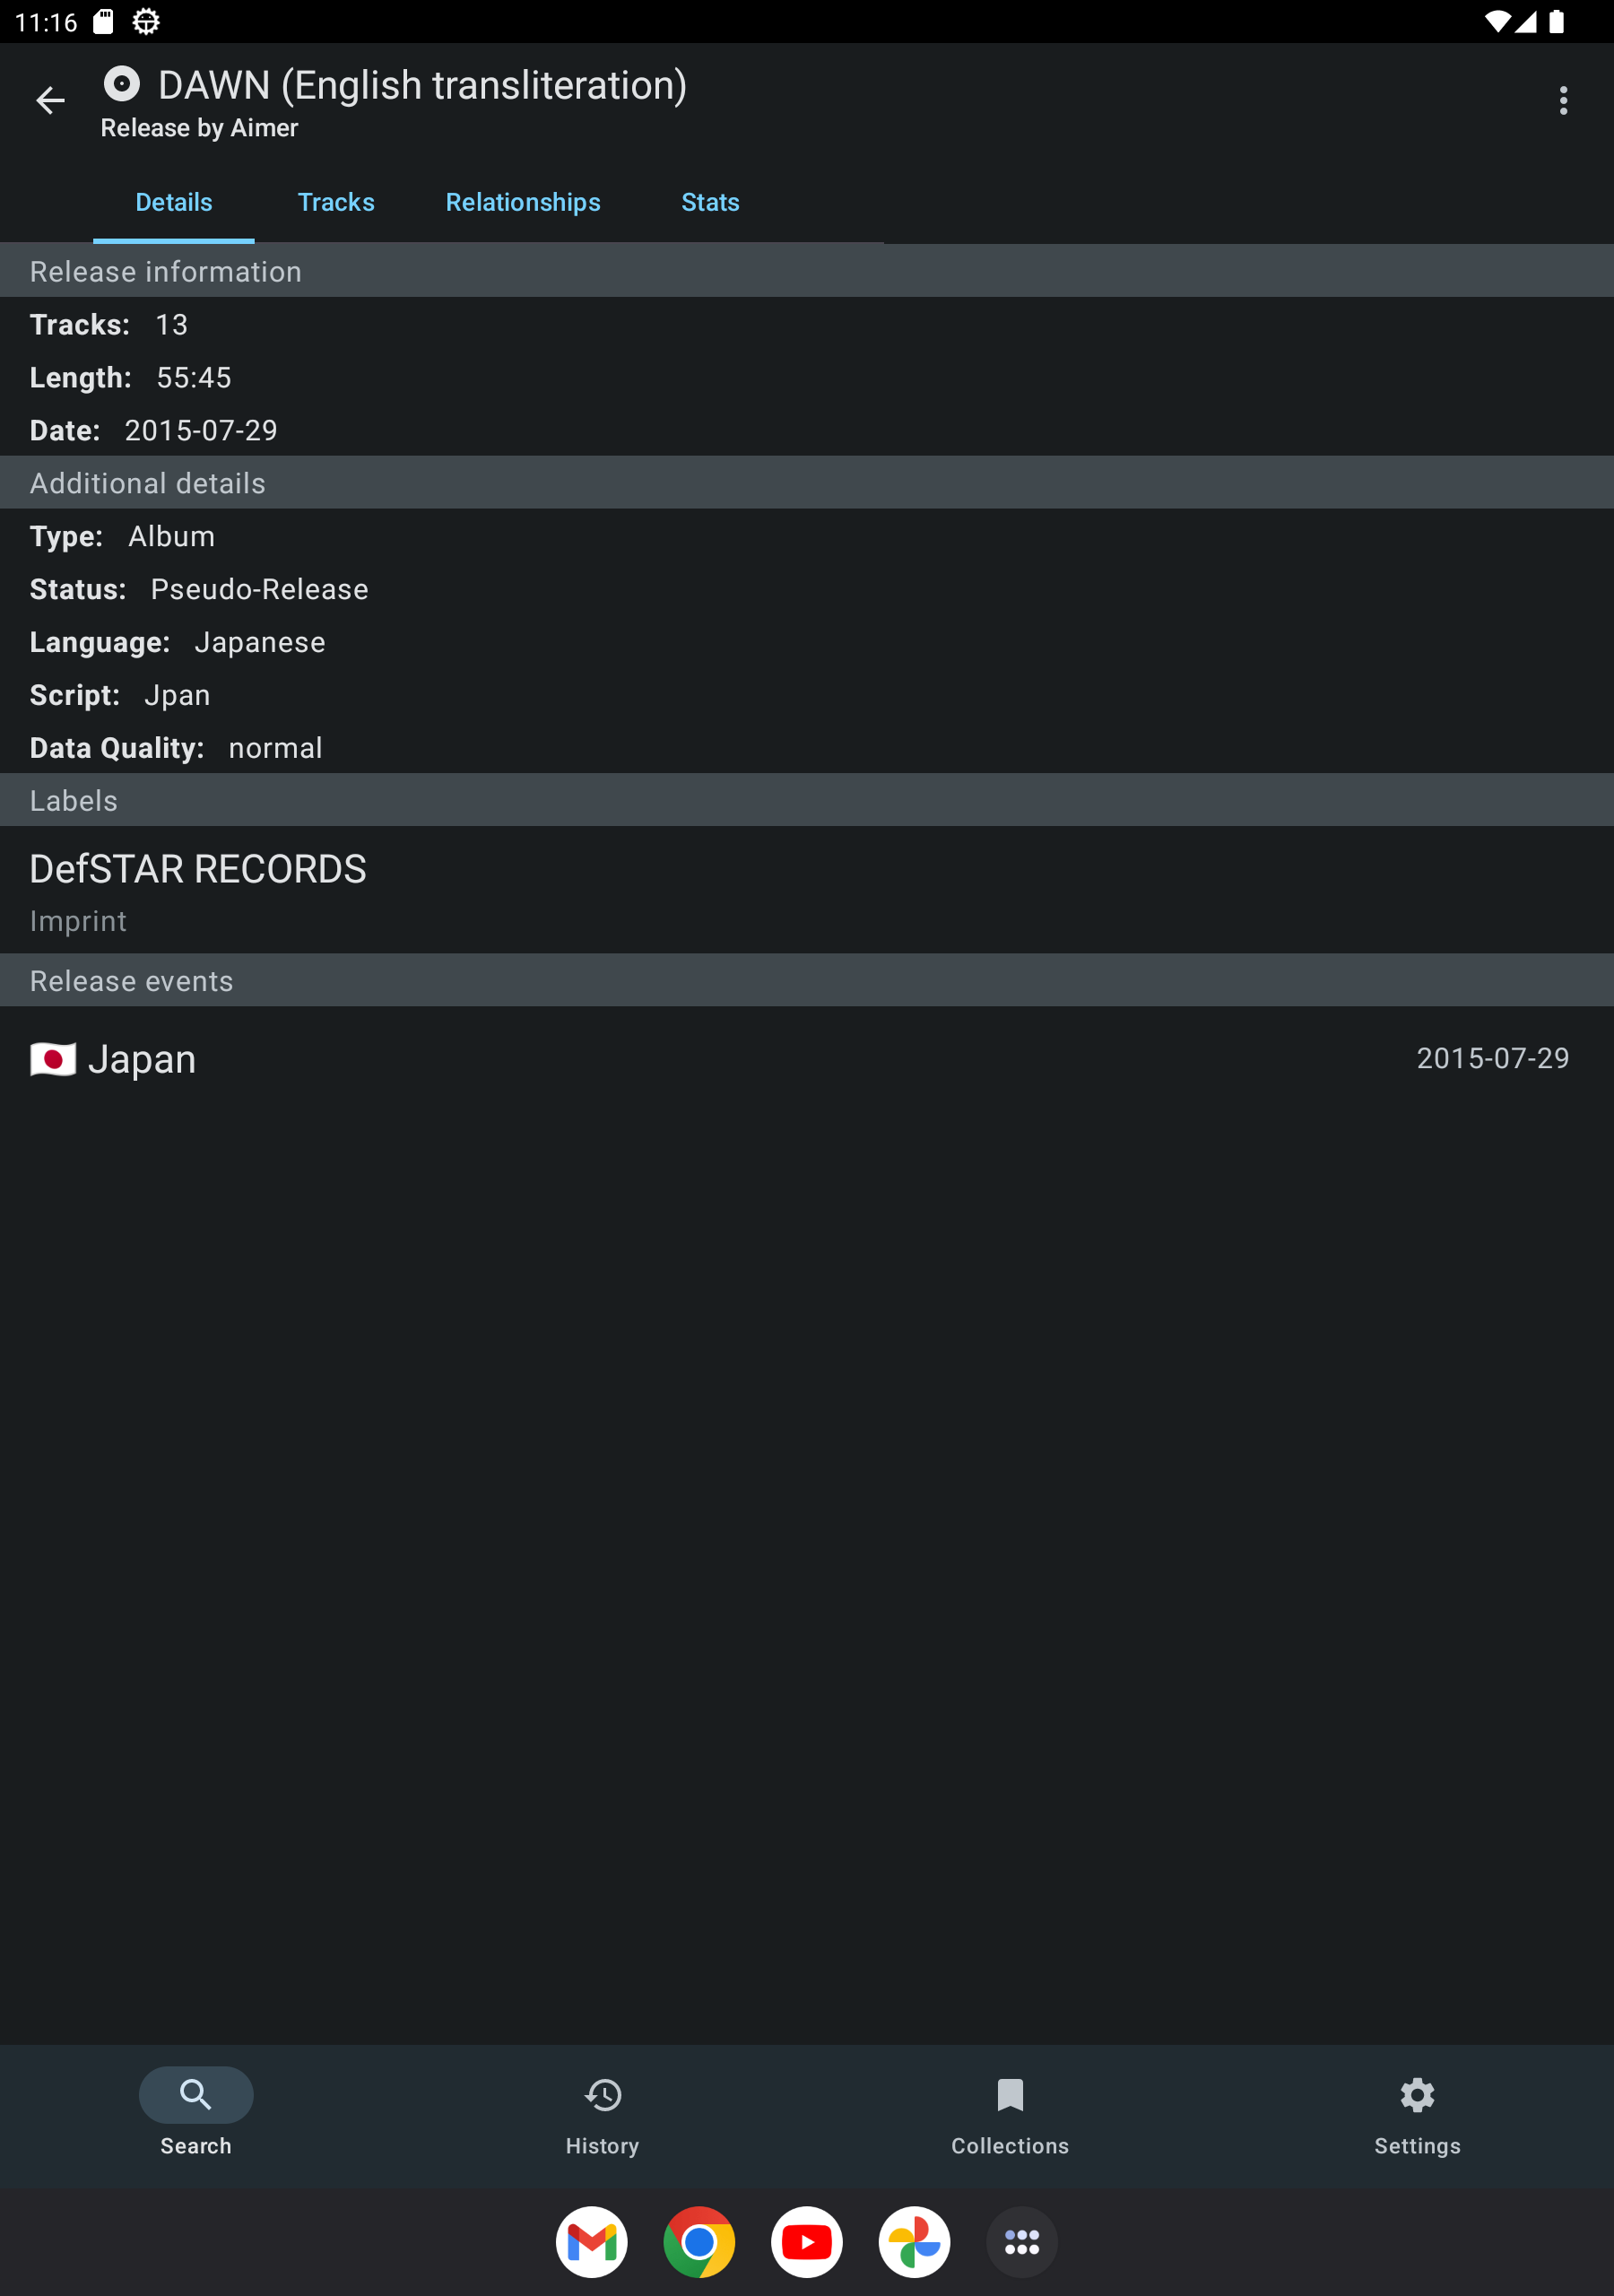 11:16
DAWN (English transliteration)
Release by Aimer
Details Tracks Relationships Stats
Release information
Tracks: 13
Length: 55:45
Date: 2015-07-29
Additional details
Type: Album
Status: Pseudo-Release
Language: Japanese
Script: Jpan
Data Quality: normal
Labels
DefSTAR RECORDS
Imprint
Release events
🇯🇵 Japan 2015-07-29
Search History Collections Settings